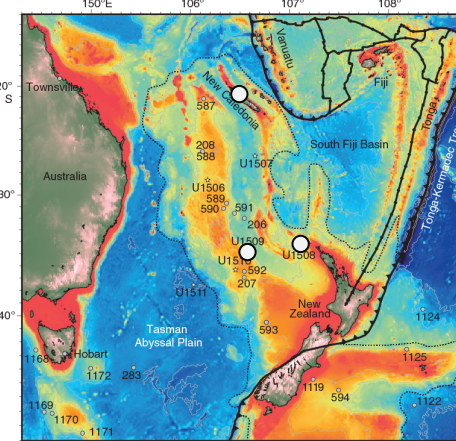 150°E 106° 107° 108°
20°
S
30°
40°
Vanuatu
Townsville
New Caledonia
Fiji
Tonga
587
208
588
U1507
South Fiji Basin
Australia
U1506
589
590
591
206
Tonga-Kermadec Tr
U1509
U1508
592
207
U1511
New
Zealand
Tasman
Abyssal Plain
593
1124
1168
Hobart
1172
283
1125
1119
594
1122
1169
1170
1171